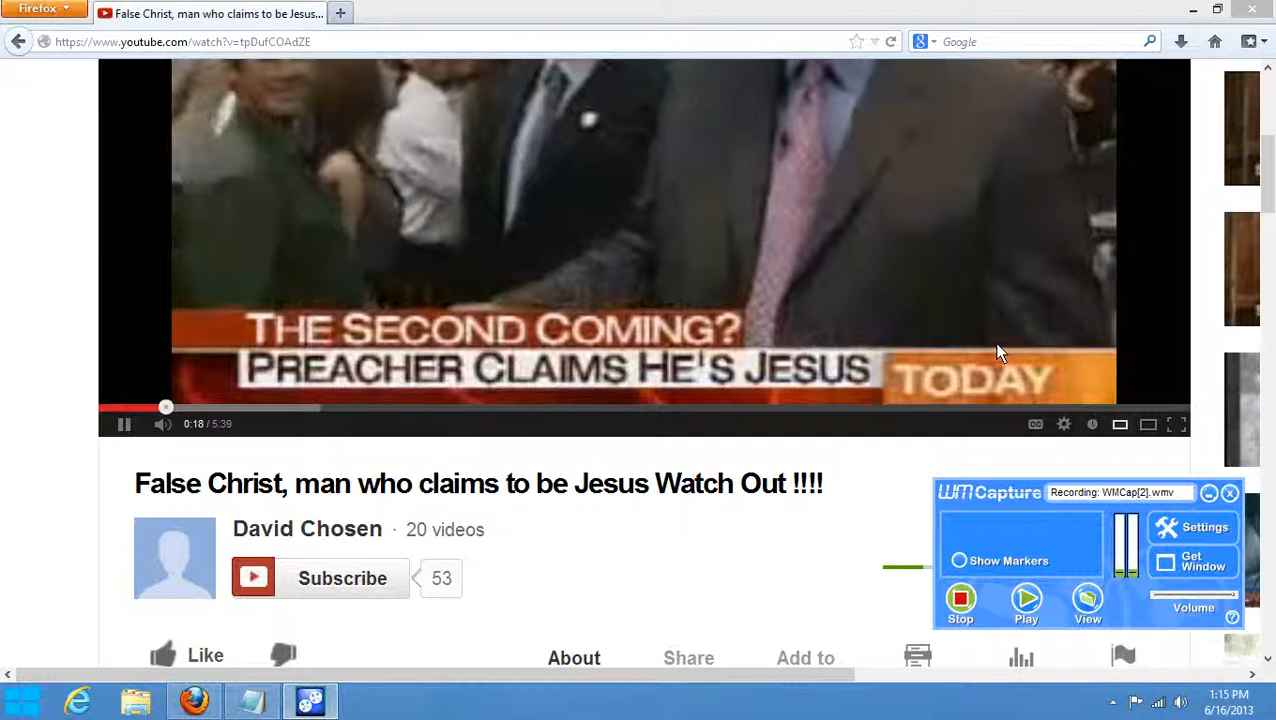 Firefox
False Christ, man who claims to be Jesus...
https://www.youtube.com/watch?v=tpDufCOAdZE
Google
THE SECOND COMING?
PREACHER CLAIMS HE'S JESUS
TODAY
0:18 / 5:39
CC
False Christ, man who claims to be Jesus Watch Out !!!!
David Chosen · 20 videos
Subscribe
53
WMCapture
Recording: WMCap[2].wmv
Settings
Show Markers
Get Window
Stop
Play
View
Volume
Like
About
Share
Add to
1:15 PM
6/16/2013